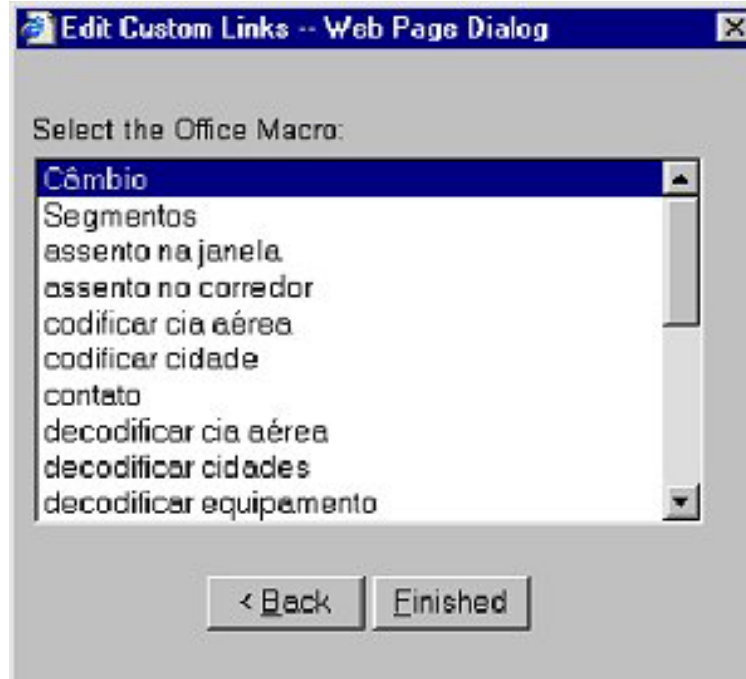 Edit Custom Links -- Web Page Dialog
Select the Office Macro:
Câmbio
Segmentos
assento na janela
assento no corredor
codificar cia aérea
codificar cidade
contato
decodificar cia aérea
decodificar cidades
decodificar equipamento
< Back Finished